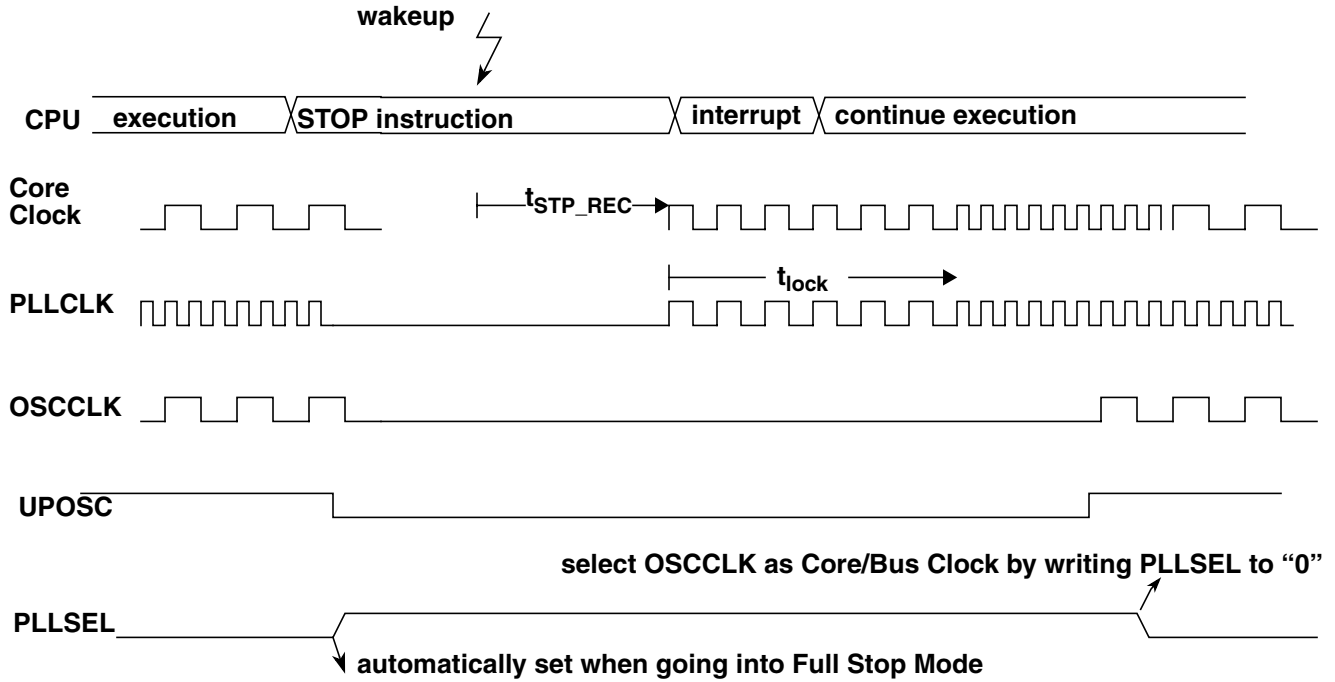 wakeup
CPU execution STOP instruction interrupt continue execution
Core
Clock
tSTP_REC
tlock
PLLCLK
OSCCLK
UPOSC
select OSCCLK as Core/Bus Clock by writing PLLSEL to “0”
PLLSEL
automatically set when going into Full Stop Mode